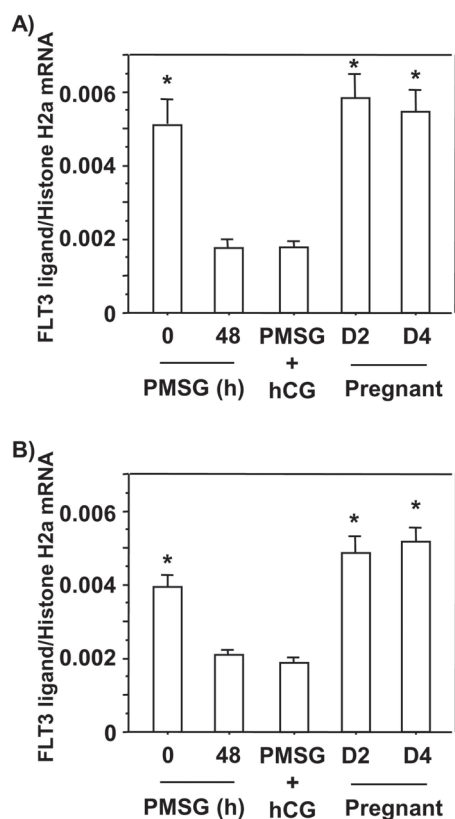 A)
FLT3 ligand/Histone H2a mRNA
*
*
*
0.006
0.004
0.002
0
0 48 PMSG D2 D4
+
PMSG (h) hCG Pregnant
B)
FLT3 ligand/Histone H2a mRNA
*
*
*
0.006
0.004
0.002
0
0 48 PMSG D2 D4
+
PMSG (h) hCG Pregnant